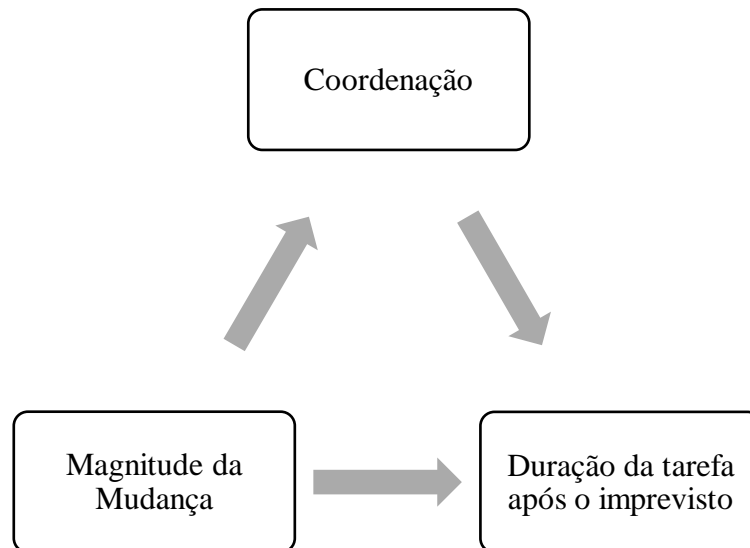 Coordenação
Magnitude da
Mudança
Duração da tarefa
após o imprevisto